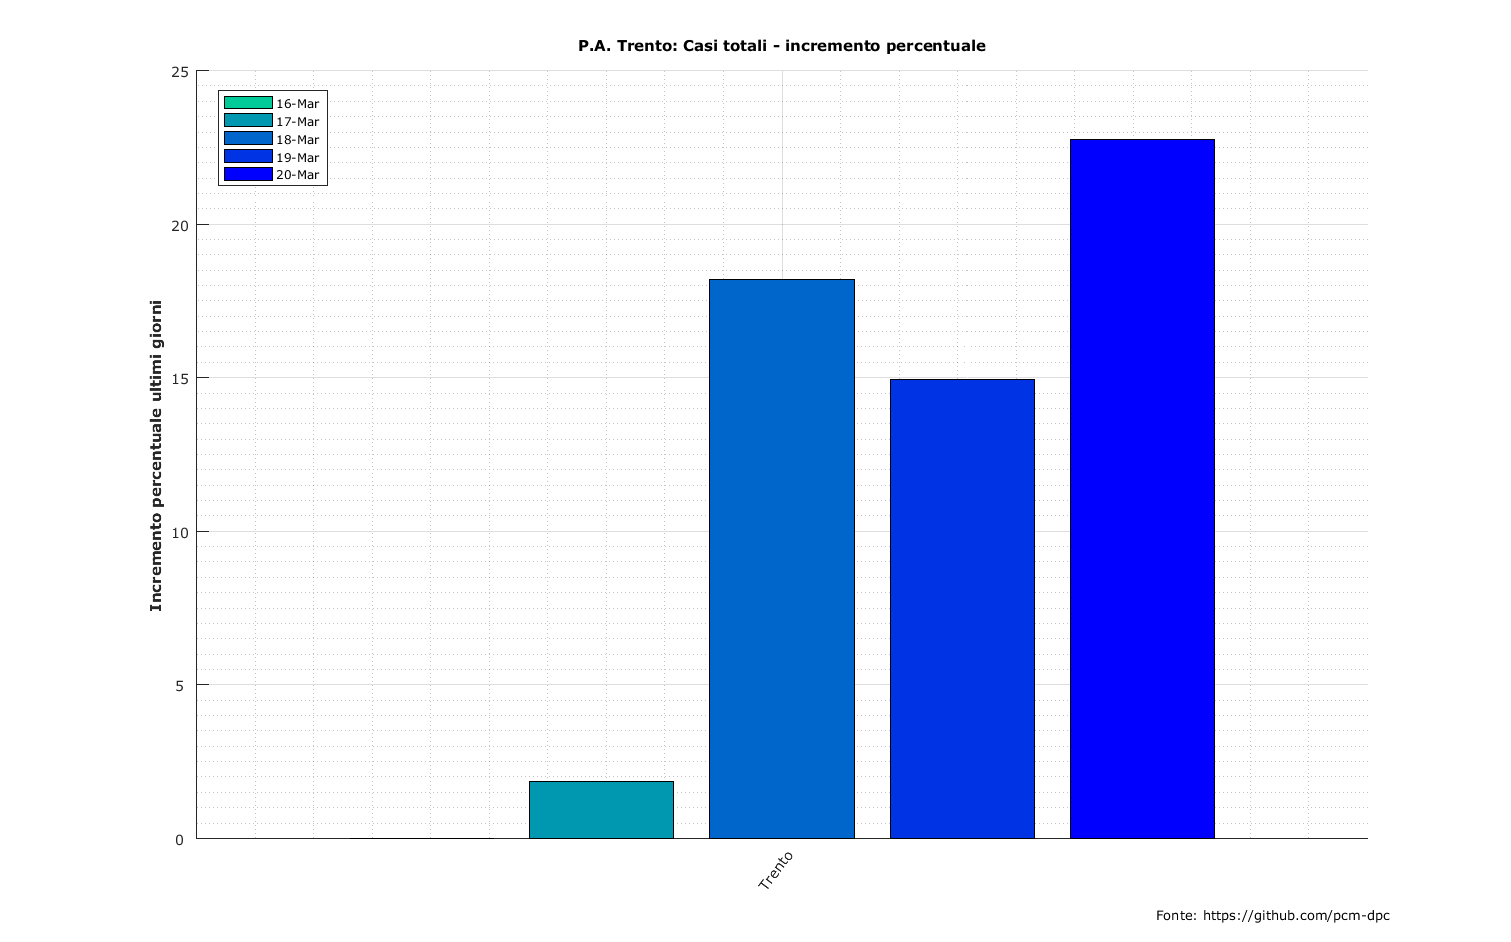 P.A. Trento: Casi totali - incremento percentuale
25
20
15
10
5
0
Incremento percentuale ultimi giorni
16-Mar
17-Mar
18-Mar
19-Mar
20-Mar
Trento
Fonte: https://github.com/pcm-dpc